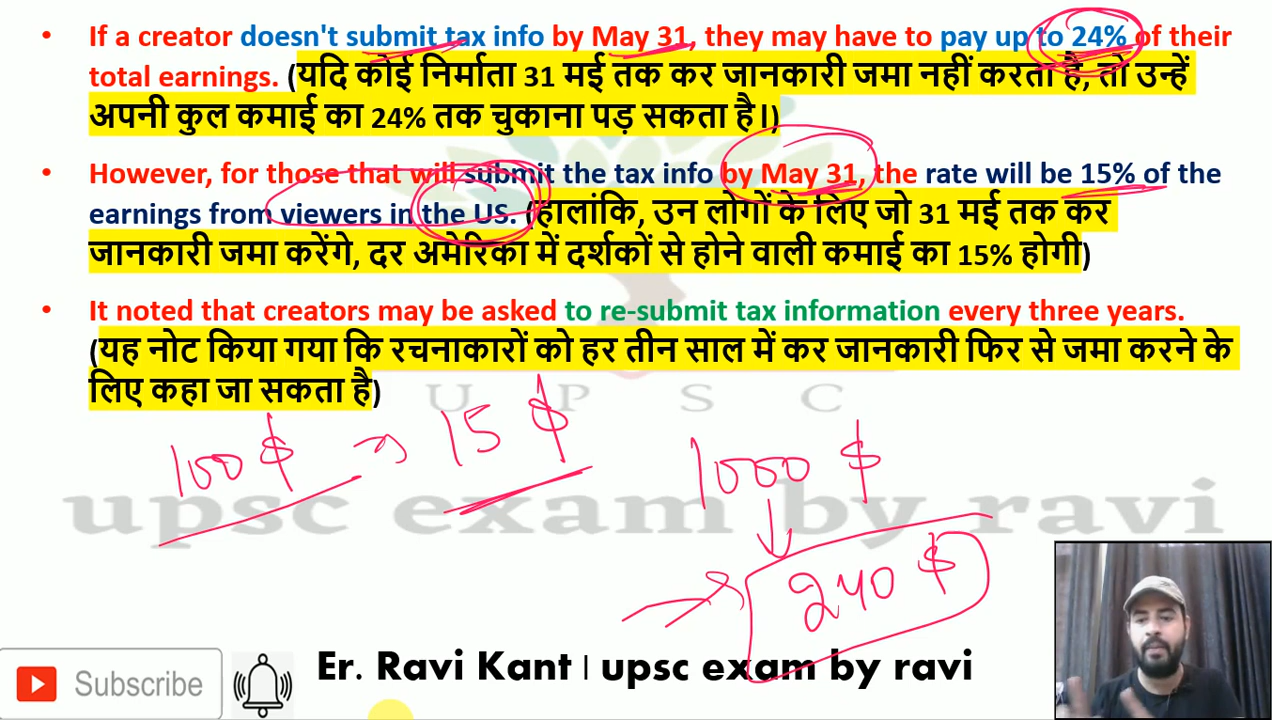 • If a creator doesn't submit tax info by May 31, they may have to pay up to 24% of their
total earnings. (यदि कोई निर्माता 31 मई तक कर जानकारी जमा नहीं करता है, तो उन्हें
अपनी कुल कमाई का 24% तक चुकाना पड़ सकता है।)
• However, for those that will submit the tax info by May 31, the rate will be 15% of the
earnings from viewers in the US. (हालांकि, उन लोगों के लिए जो 31 मई तक कर
जानकारी जमा करेंगे, दर अमेरिका में दर्शकों से होने वाली कमाई का 15% होगी)
• It noted that creators may be asked to re-submit tax information every three years.
(यह नोट किया गया कि रचनाकारों को हर तीन साल में कर जानकारी फिर से जमा करने के
लिए कहा जा सकता है)
UPSC
100 $ → 15 $
1000 $
upsc exam by ravi
240 $
Er. Ravi Kant | upsc exam by ravi
Subscribe